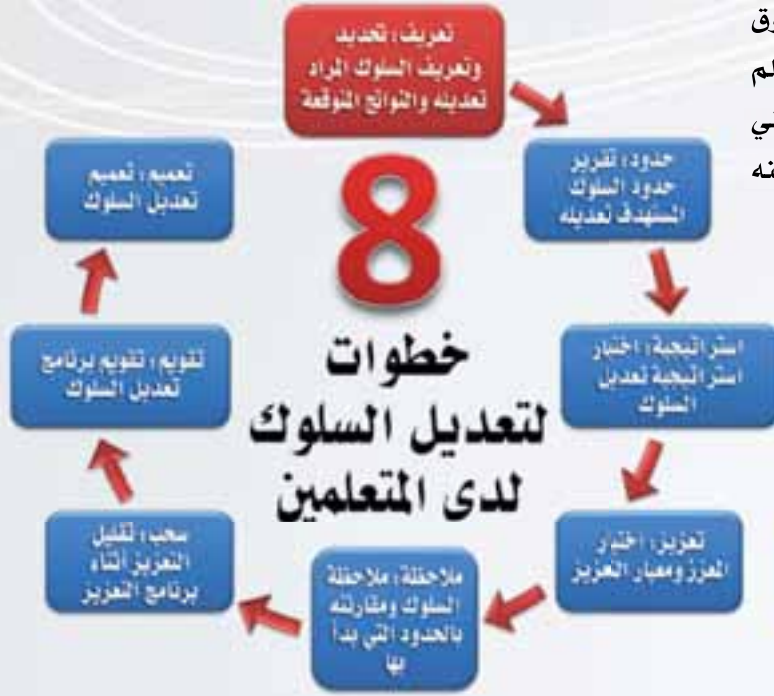 تعريف: تحديد
وتعريف السلوك المراد
تعديله والنواتج المتوقعة
حدود: تقرير
حدود السلوك
المستهدف تعديله
استراتيجية: اختيار
استراتيجية تعديل
السلوك
تعزيز: اختيار
المعزز ومعيار التعزيز
ملاحظة: ملاحظة
السلوك ومقارنته
بالحدود التي بدأ
بها
سحب: تقليل
التعزيز أثناء
برنامج التعزيز
تقويم: تقويم برنامج
تعديل السلوك
تعميم: تعميم
تعديل السلوك
8
خطوات
لتعديل السلوك
لدى المتعلمين